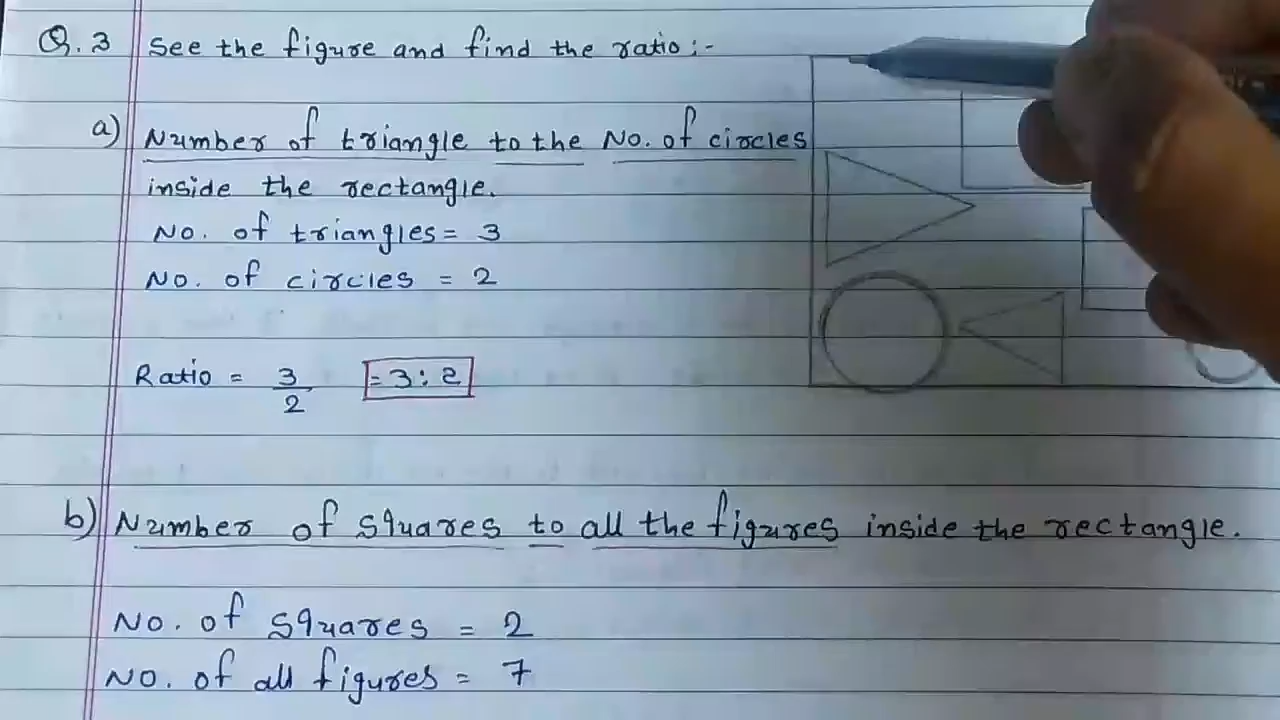 Q.3 See the figure and find the ratio:-
a) Number of triangle to the No. of circles
inside the rectangle.
No. of triangles = 3
No. of circles = 2
Ratio = 3/2 = 3:2
b) Number of squares to all the figures inside the rectangle.
No. of squares = 2
No. of all figures = 7